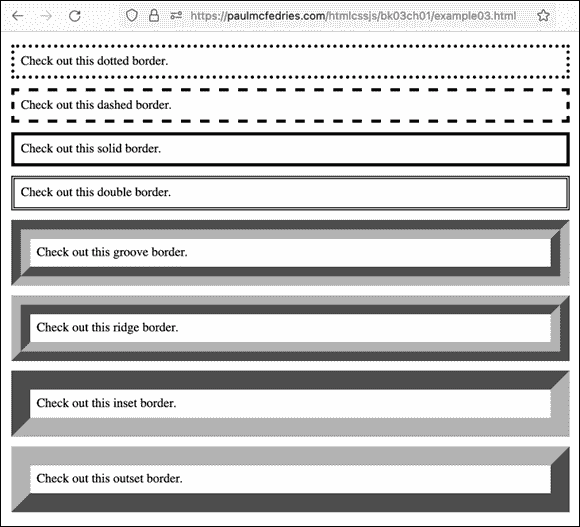 https://paulmcfedries.com/htmlcssjs/bk03ch01/example03.html
Check out this dotted border.
Check out this dashed border.
Check out this solid border.
Check out this double border.
Check out this groove border.
Check out this ridge border.
Check out this inset border.
Check out this outset border.